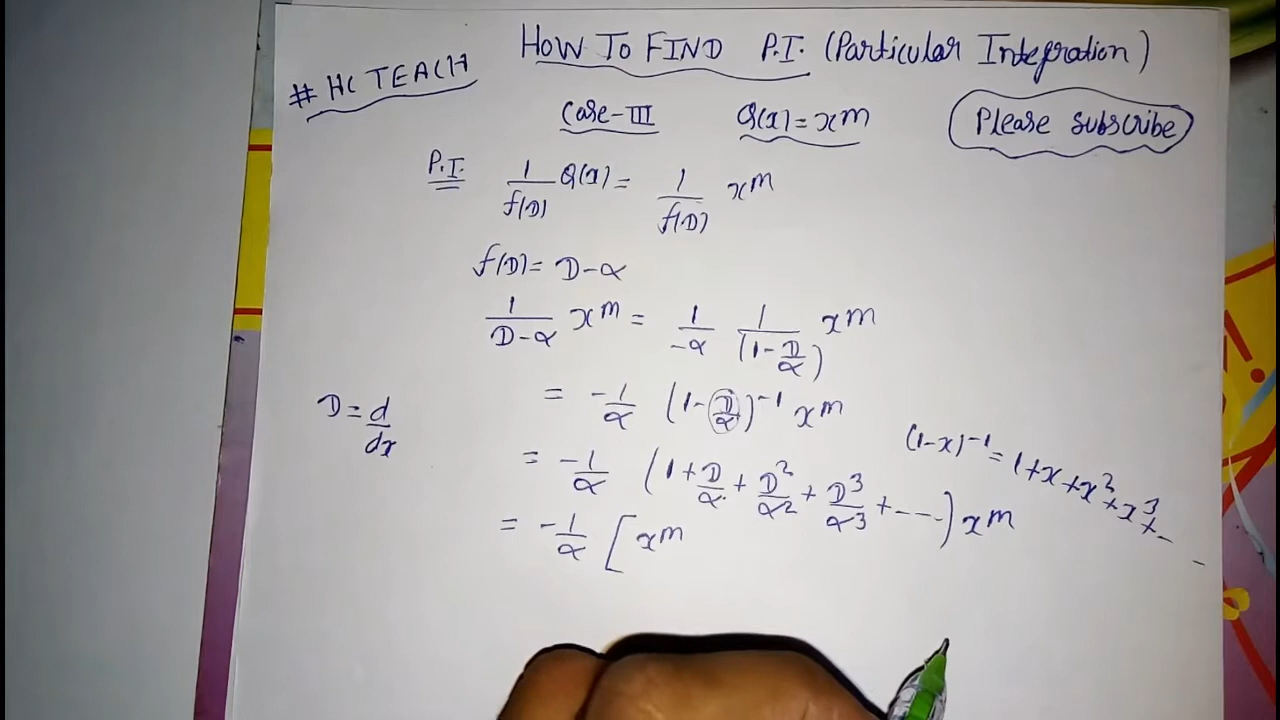 HOW TO FIND P.I. (Particular Integration)
# HC TEACH
Case-III Q(x)=x^m
Please subscribe
P.I. 1/f(D) Q(x) = 1/f(D) x^m
f(D) = D-α
1/(D-α) x^m = 1/-α 1/(1-D/α) x^m
D = d/dx
= -1/α (1-D/α)^-1 x^m
(1-x)^-1 = 1+x+x^2+x^3+--
= -1/α (1+D/α+D^2/α^2+D^3/α^3+----) x^m
= -1/α [x^m